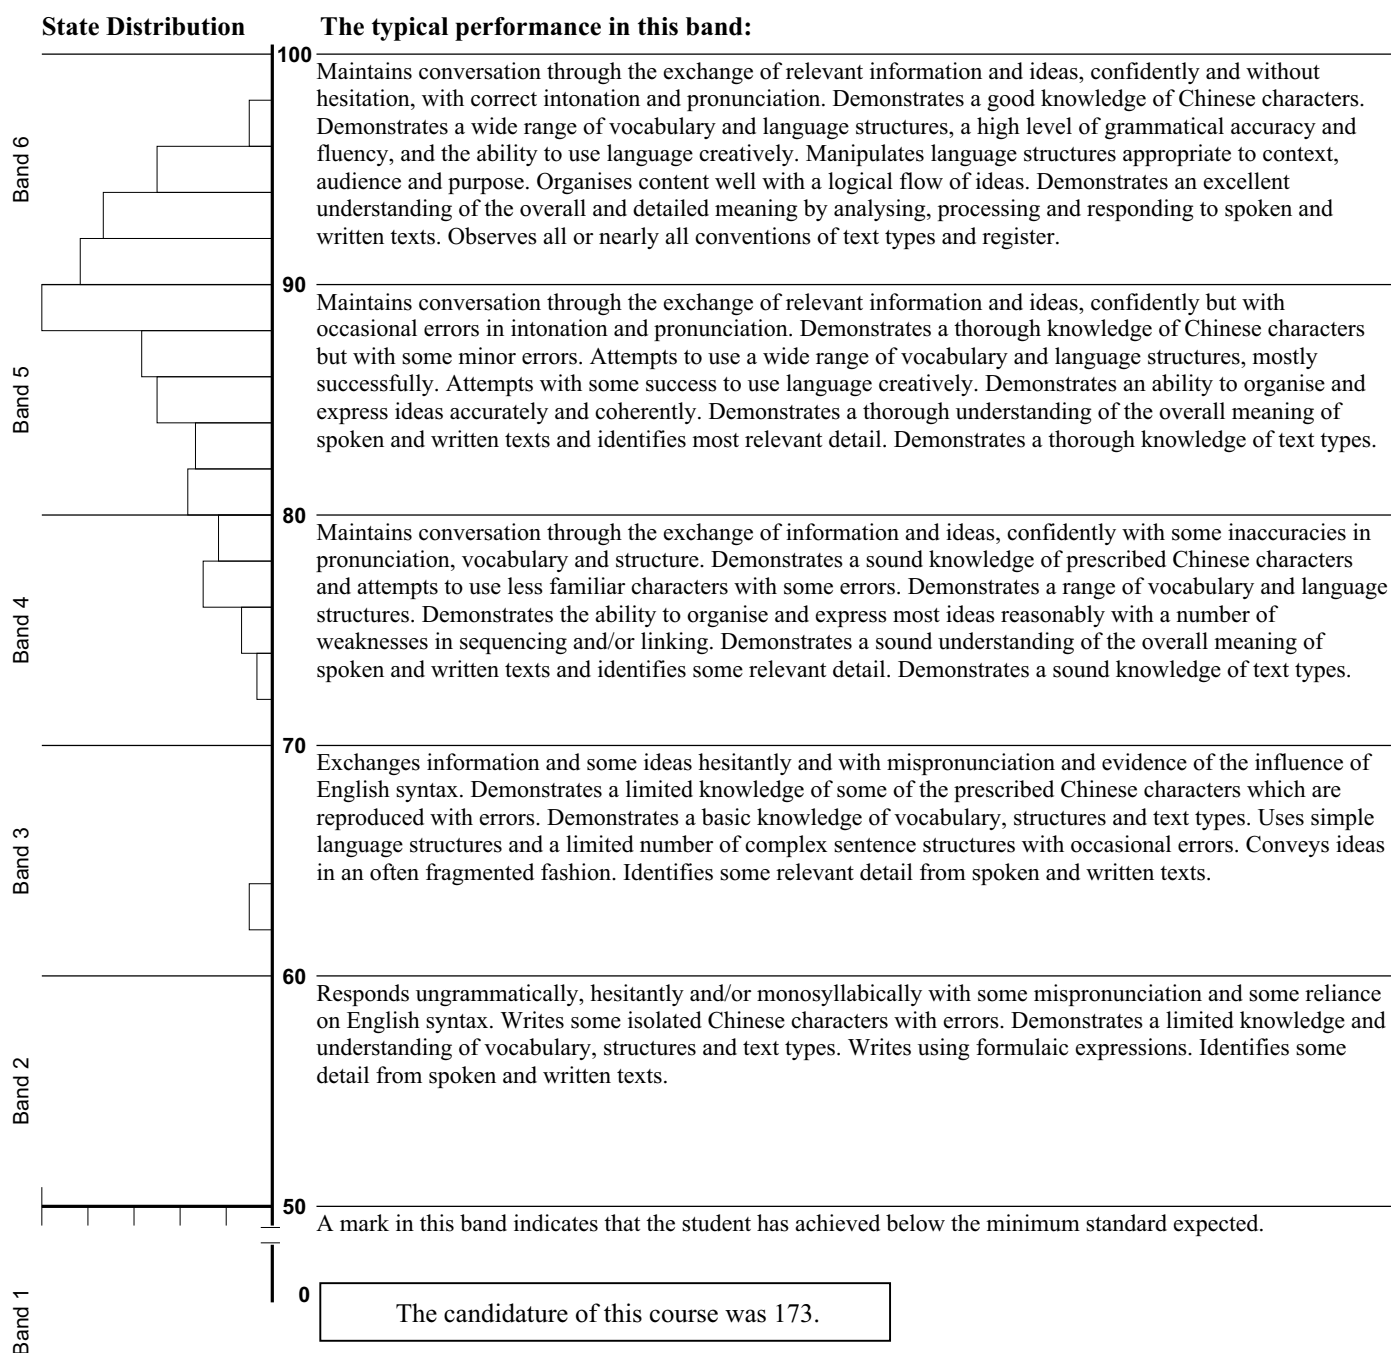 State Distribution
The typical performance in this band:
100
Band 6
Maintains conversation through the exchange of relevant information and ideas, confidently and without
hesitation, with correct intonation and pronunciation. Demonstrates a good knowledge of Chinese characters.
Demonstrates a wide range of vocabulary and language structures, a high level of grammatical accuracy and
fluency, and the ability to use language creatively. Manipulates language structures appropriate to context,
audience and purpose. Organises content well with a logical flow of ideas. Demonstrates an excellent
understanding of the overall and detailed meaning by analysing, processing and responding to spoken and
written texts. Observes all or nearly all conventions of text types and register.
90
Band 5
Maintains conversation through the exchange of relevant information and ideas, confidently but with
occasional errors in intonation and pronunciation. Demonstrates a thorough knowledge of Chinese characters
but with some minor errors. Attempts to use a wide range of vocabulary and language structures, mostly
successfully. Attempts with some success to use language creatively. Demonstrates an ability to organise and
express ideas accurately and coherently. Demonstrates a thorough understanding of the overall meaning of
spoken and written texts and identifies most relevant detail. Demonstrates a thorough knowledge of text types.
80
Band 4
Maintains conversation through the exchange of information and ideas, confidently with some inaccuracies in
pronunciation, vocabulary and structure. Demonstrates a sound knowledge of prescribed Chinese characters
and attempts to use less familiar characters with some errors. Demonstrates a range of vocabulary and language
structures. Demonstrates the ability to organise and express most ideas reasonably with a number of
weaknesses in sequencing and/or linking. Demonstrates a sound understanding of the overall meaning of
spoken and written texts and identifies some relevant detail. Demonstrates a sound knowledge of text types.
70
Band 3
Exchanges information and some ideas hesitantly and with mispronunciation and evidence of the influence of
English syntax. Demonstrates a limited knowledge of some of the prescribed Chinese characters which are
reproduced with errors. Demonstrates a basic knowledge of vocabulary, structures and text types. Uses simple
language structures and a limited number of complex sentence structures with occasional errors. Conveys ideas
in an often fragmented fashion. Identifies some relevant detail from spoken and written texts.
60
Band 2
Responds ungrammatically, hesitantly and/or monosyllabically with some mispronunciation and some reliance
on English syntax. Writes some isolated Chinese characters with errors. Demonstrates a limited knowledge and
understanding of vocabulary, structures and text types. Writes using formulaic expressions. Identifies some
detail from spoken and written texts.
50
A mark in this band indicates that the student has achieved below the minimum standard expected.
Band 1
0
The candidature of this course was 173.